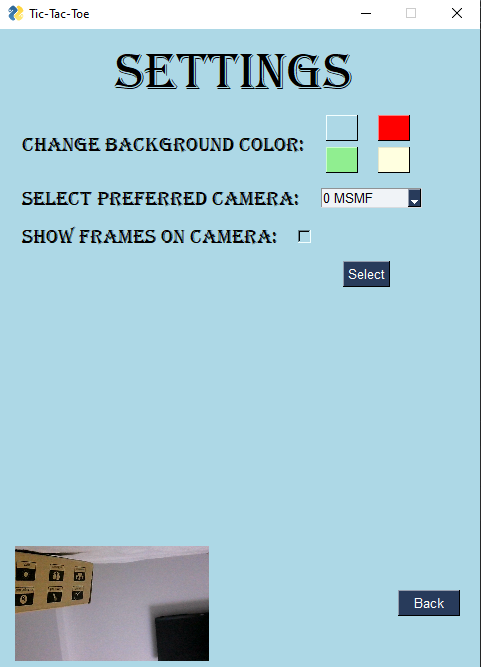 Tic-Tac-Toe
SETTINGS
CHANGE BACKGROUND COLOR:
SELECT PREFERRED CAMERA: 0 MSMF
SHOW FRAMES ON CAMERA:
Select
Back